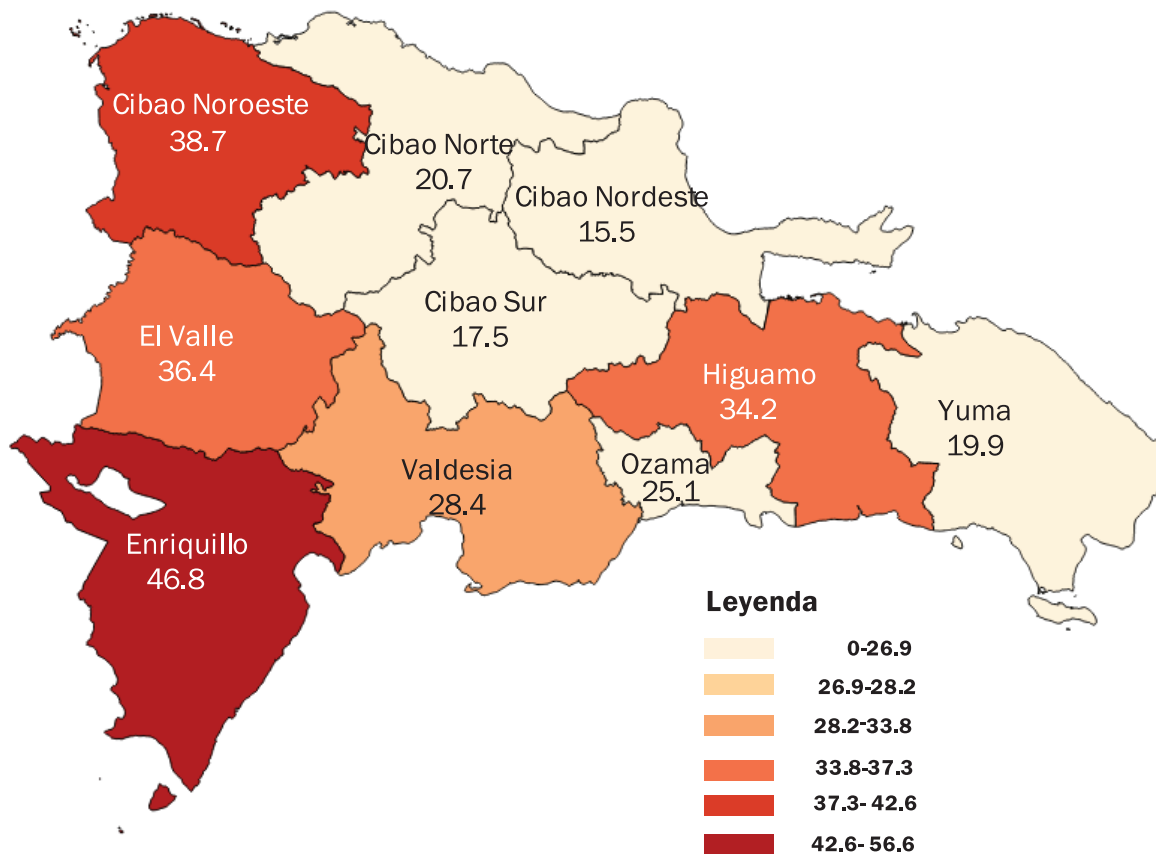 Cibao Noroeste
38.7
Cibao Norte
20.7
Cibao Nordeste
15.5
Cibao Sur
17.5
El Valle
36.4
Higuamo
34.2
Yuma
19.9
Ozama
25.1
Valdesia
28.4
Enriquillo
46.8
Leyenda
0-26.9
26.9-28.2
28.2-33.8
33.8-37.3
37.3- 42.6
42.6- 56.6